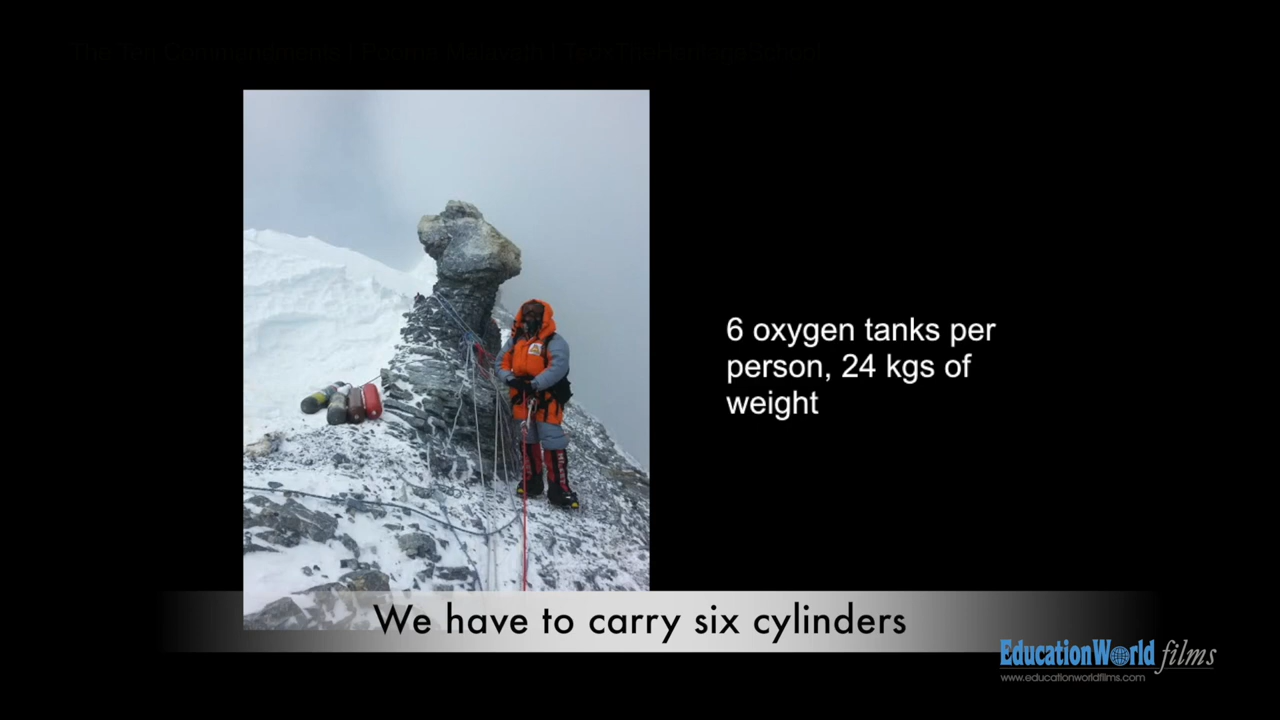 6 oxygen tanks per
person, 24 kgs of
weight
We have to carry six cylinders
EducationWorld films
www.educationworldfilms.com